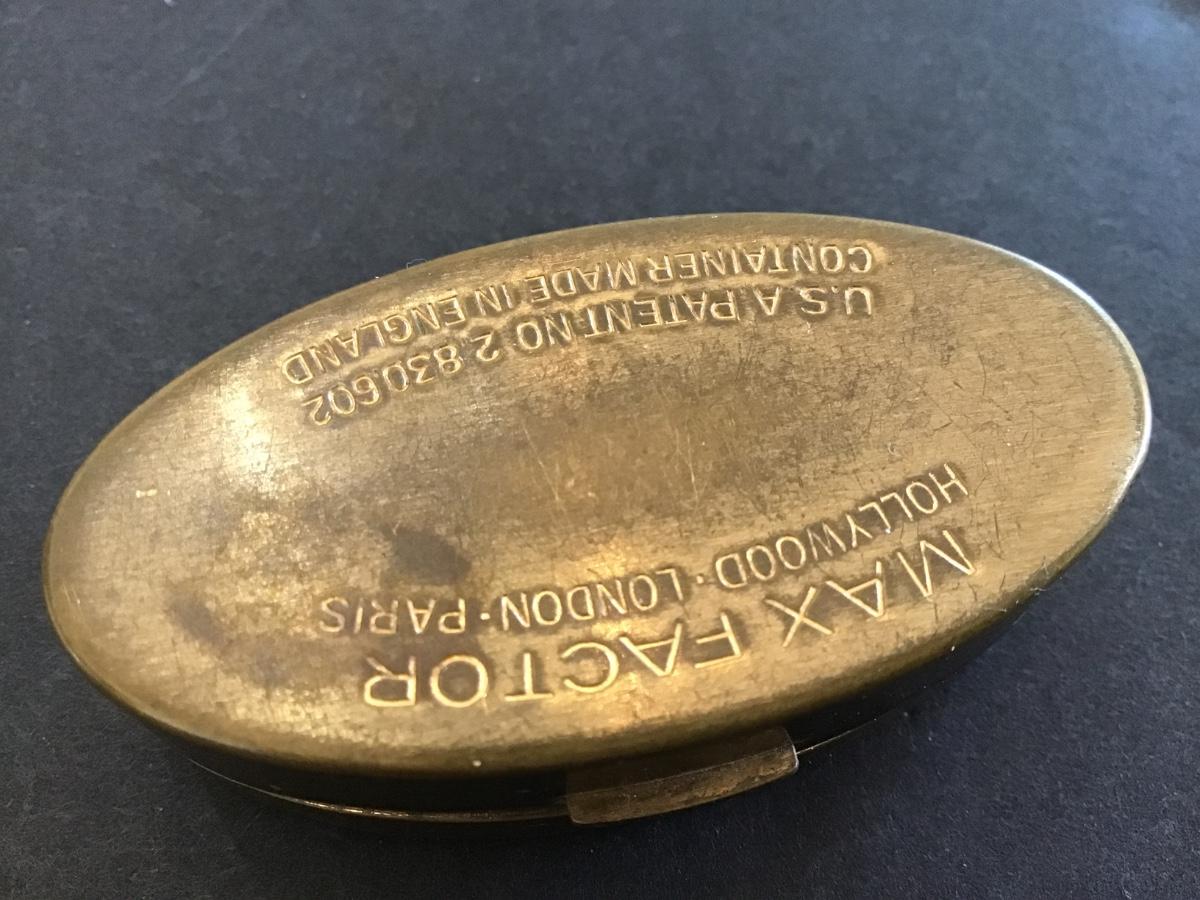 MAX FACTOR
HOLLYWOOD·LONDON·PARIS
U.S.A. PATENT NO 2,830,602
CONTAINER MADE IN ENGLAND